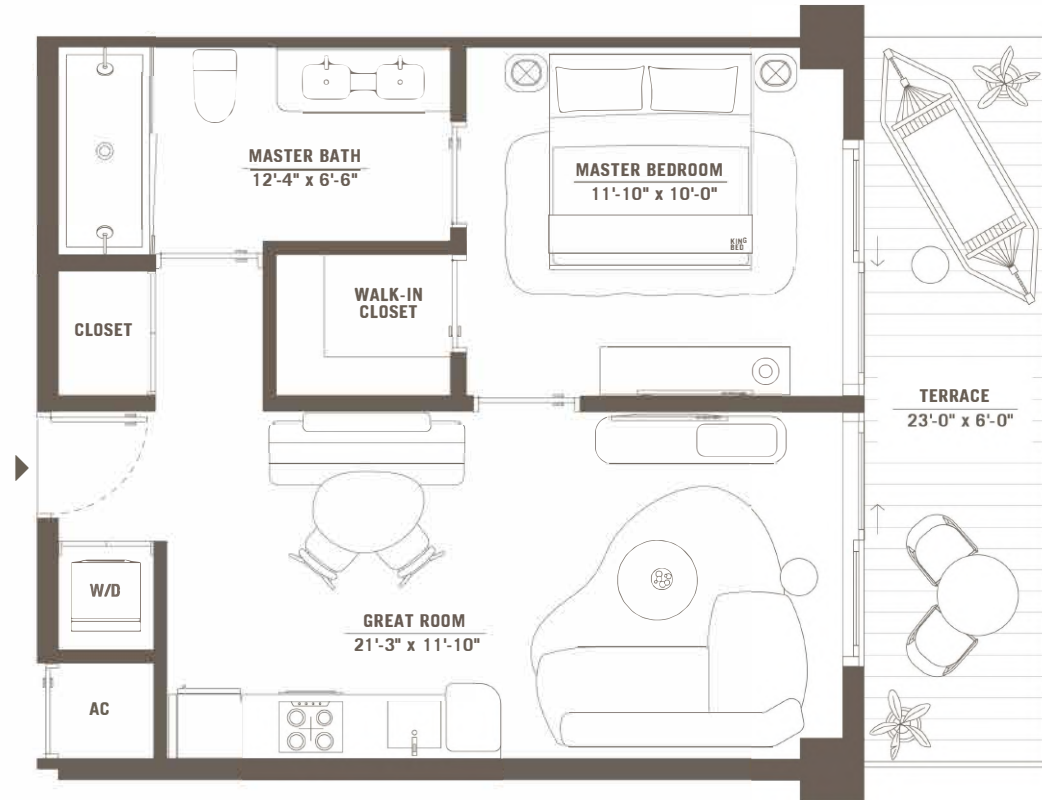 MASTER BATH
12'-4" x 6'-6"
MASTER BEDROOM
11'-10" x 10'-0"
KING
BED
CLOSET
WALK-IN
CLOSET
TERRACE
23'-0" x 6'-0"
W/D
GREAT ROOM
21'-3" x 11'-10"
AC